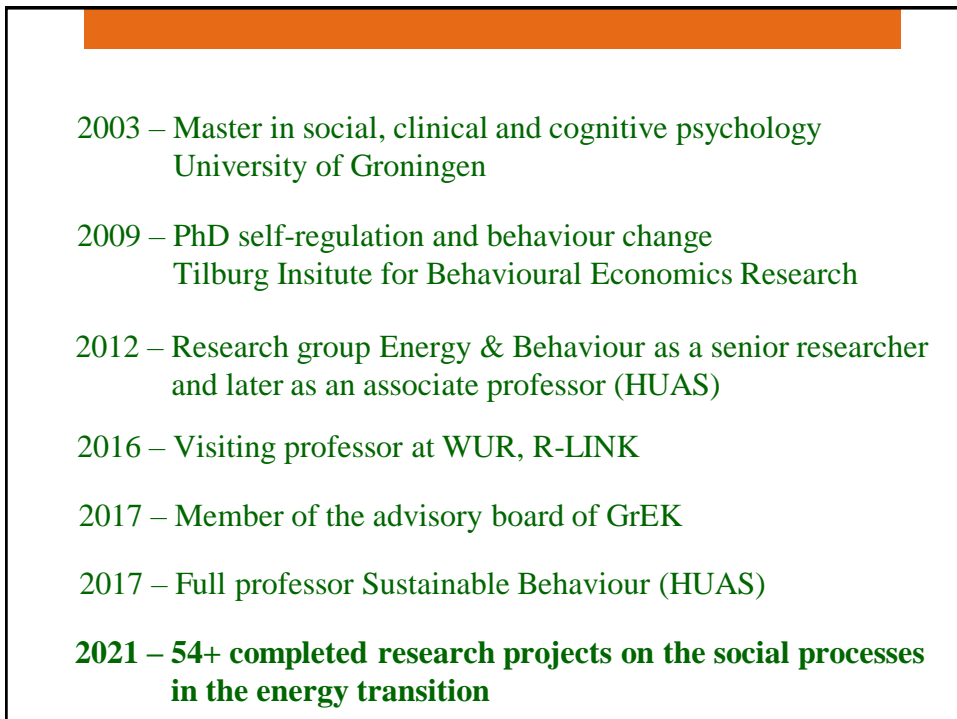 2003 – Master in social, clinical and cognitive psychology
University of Groningen
2009 – PhD self-regulation and behaviour change
Tilburg Insitute for Behavioural Economics Research
2012 – Research group Energy & Behaviour as a senior researcher
and later as an associate professor (HUAS)
2016 – Visiting professor at WUR, R-LINK
2017 – Member of the advisory board of GrEK
2017 – Full professor Sustainable Behaviour (HUAS)
2021 – 54+ completed research projects on the social processes
in the energy transition